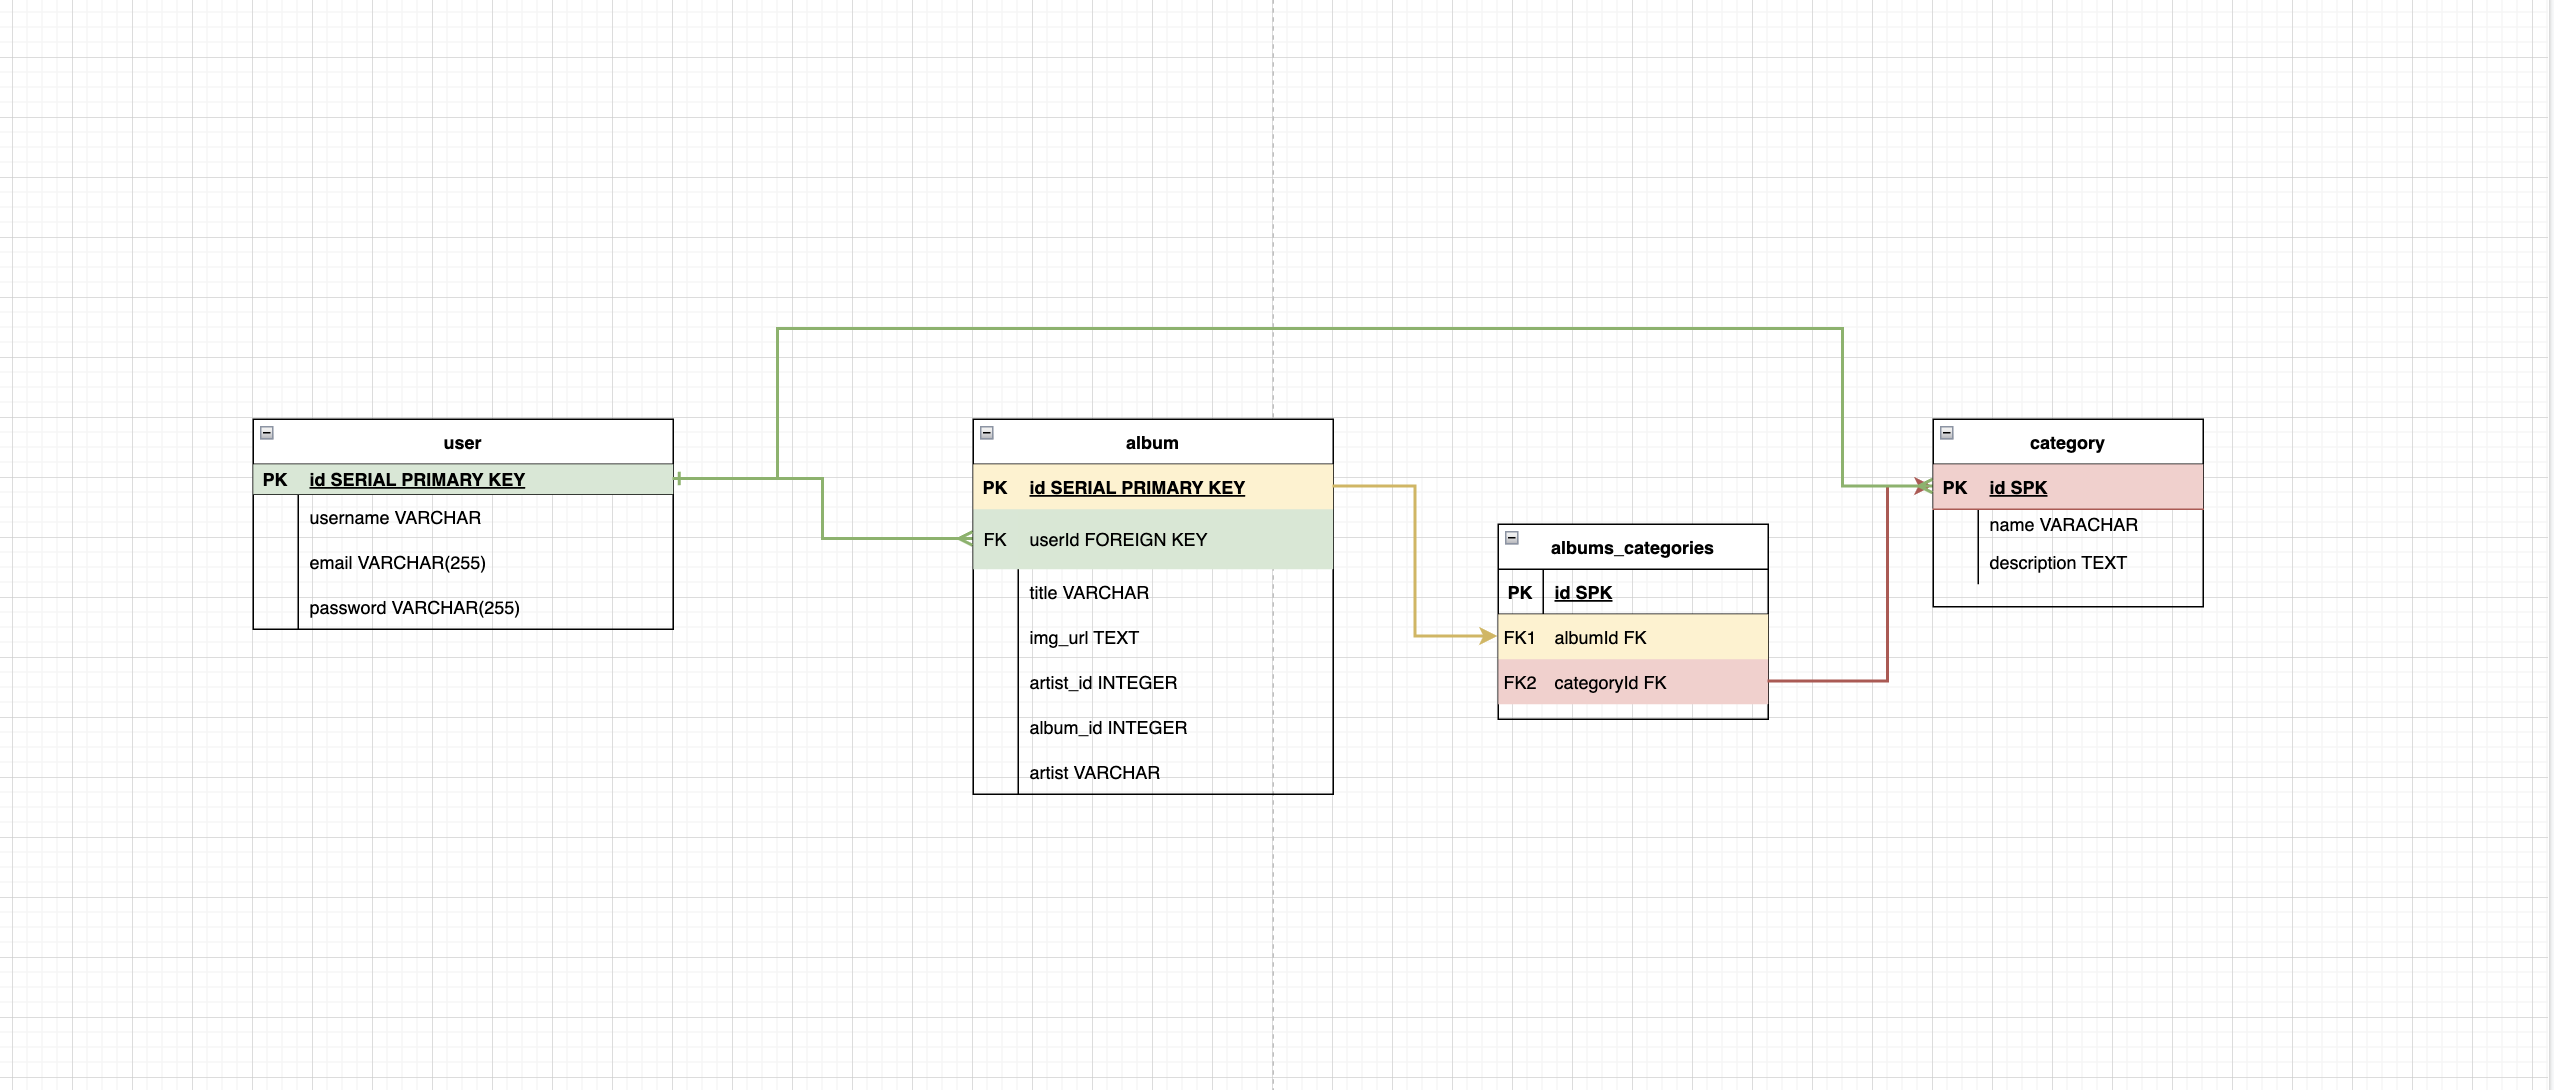 user
PK id SERIAL PRIMARY KEY
username VARCHAR
email VARCHAR(255)
password VARCHAR(255)
album
PK id SERIAL PRIMARY KEY
FK userId FOREIGN KEY
title VARCHAR
img_url TEXT
artist_id INTEGER
album_id INTEGER
artist VARCHAR
albums_categories
PK id SPK
FK1 albumId FK
FK2 categoryId FK
category
PK id SPK
name VARACHAR
description TEXT